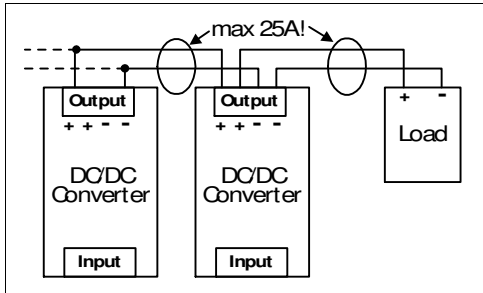 max 25A!
Output
Output
+ + - -
+ + - -
+ -
Load
DC/DC
Converter
DC/DC
Converter
Input
Input